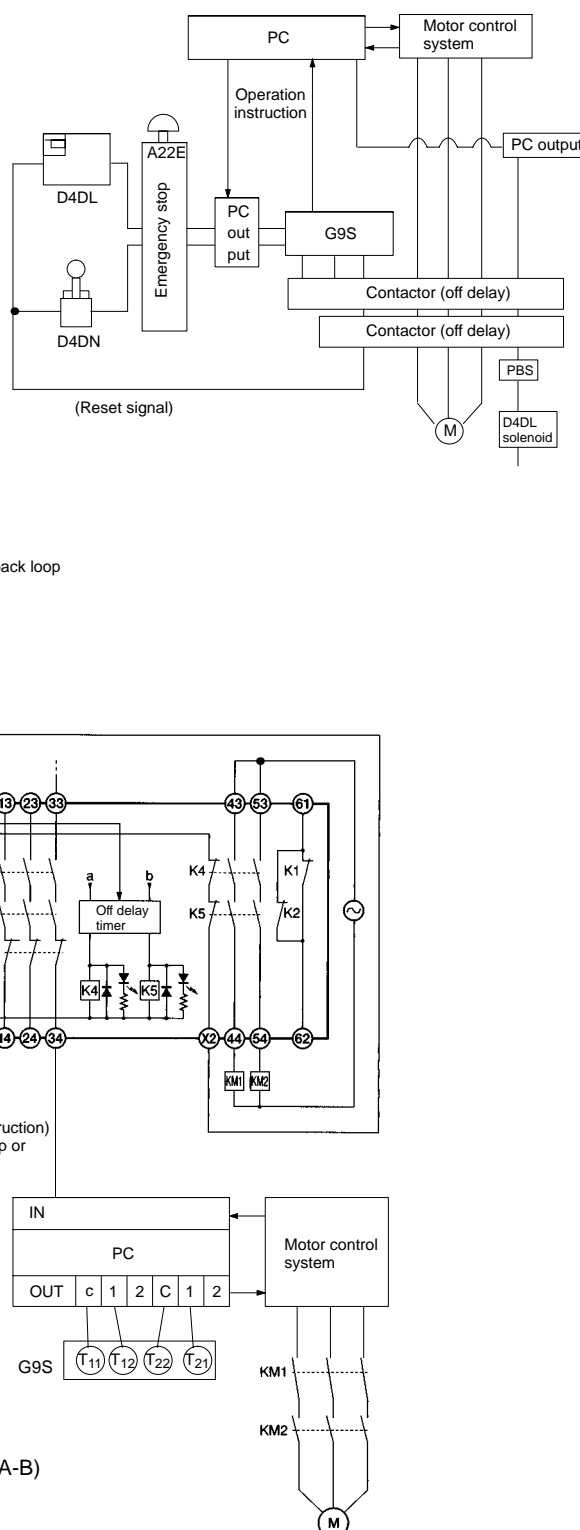 PC
Motor control
system
Operation
instruction
PC output
A22E
Emergency stop
D4DL
PC
out
put
G9S
Contactor (off delay)
Contactor (off delay)
D4DN
PBS
(Reset signal)
M
D4DL
solenoid
ack loop
13 23 33 43 53 61
a b K4 K1
Off delay
timer
K5 K2
K4 K5
14 24 34 X2 44 54 62
KM1 KM2
ruction)
p or
IN
PC
Motor control
system
OUT c 1 2 C 1 2
G9S T11 T12 T22 T21
KM1
KM2
A-B)
M